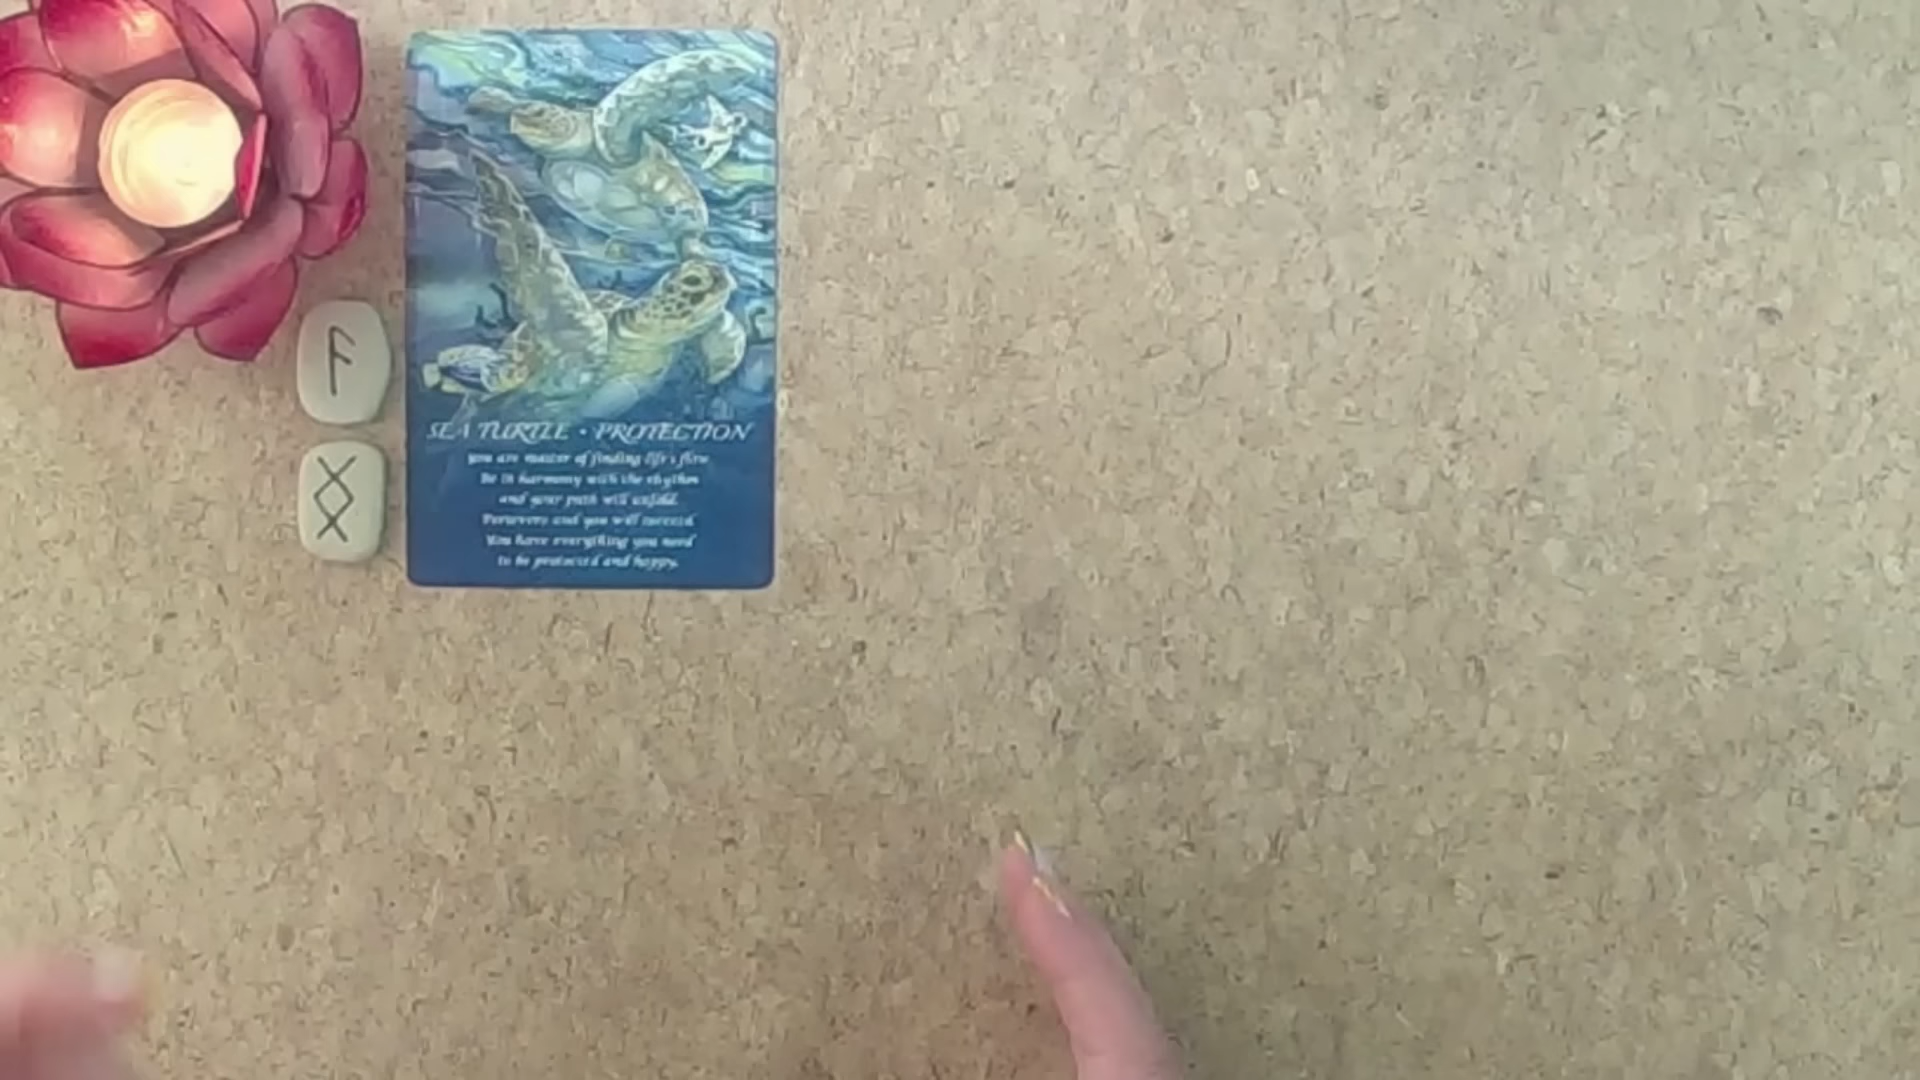 ᚨ
ᛝ
SEA TURTLE • PROTECTION
You are master of finding life's flow
Be in harmony with the rhythm
and your path will unfold.
Persevere and you will succeed
You have everything you need
to be protected and happy.